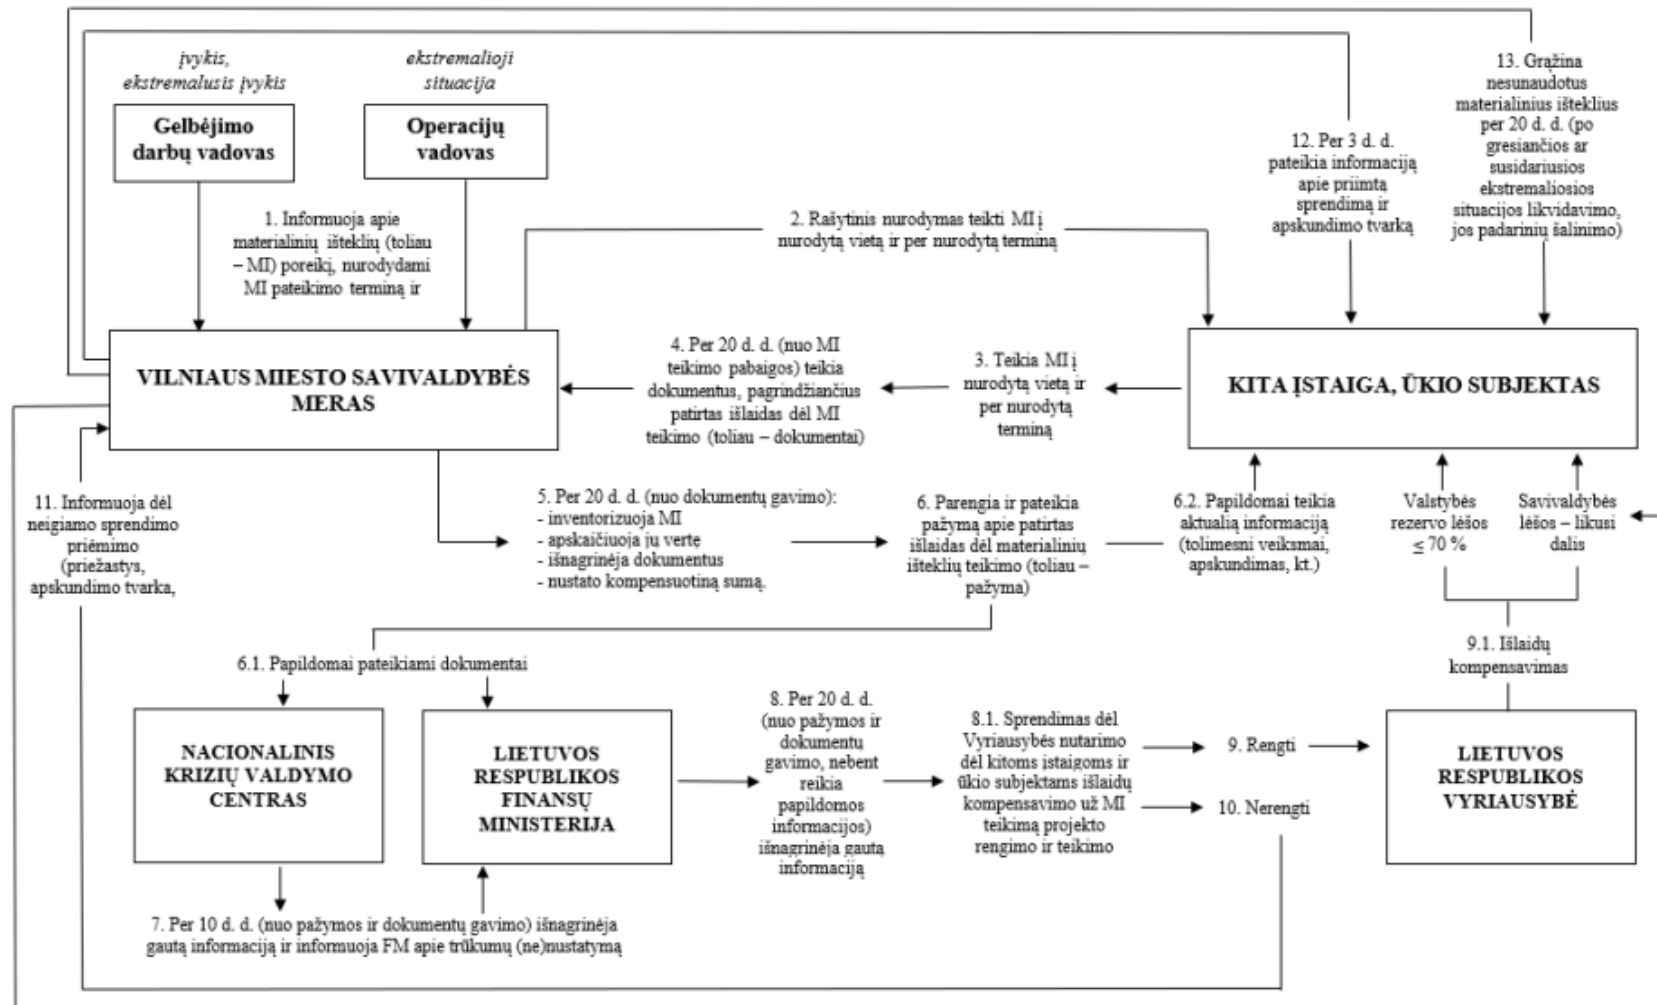 įvykis,
ekstremalusis įvykis
Gelbėjimo
darbų vadovas
ekstremalioji
situacija
Operacijų
vadovas
1. Informuoja apie
materialinių išteklių (toliau
– MI) poreikį, nurodydami
MI pateikimo terminą ir
2. Rašytinis nurodymas teikti MI į
nurodytą vietą ir per nurodytą terminą
12. Per 3 d. d.
pateikia informaciją
apie priimtą
sprendimą ir
apskundimo tvarką
13. Grąžina
nesunaudotus
materialinius išteklius
per 20 d. d. (po
gresiančios ar
susidariusios
ekstremaliosios
situacijos likvidavimo,
jos padarinių šalinimo)
VILNIAUS MIESTO SAVIVALDYBĖS
MERAS
4. Per 20 d. d. (nuo MI
teikimo pabaigos) teikia
dokumentus, pagrindžiančius
patirtas išlaidas dėl MI
teikimo (toliau – dokumentai)
3. Teikia MI į
nurodytą vietą ir
per nurodytą
terminą
KITA ĮSTAIGA, ŪKIO SUBJEKTAS
11. Informuoja dėl
neigiamo sprendimo
priėmimo
(priežastys,
apskundimo tvarka,
5. Per 20 d. d. (nuo dokumentų gavimo):
- inventorizuoja MI
- apskaičiuoja jų vertę
- išnagrinėja dokumentus
- nustato kompensuotiną sumą.
6. Parengia ir pateikia
pažymą apie patirtas
išlaidas dėl materialinių
išteklių teikimo (toliau –
pažyma)
6.2. Papildomai teikia
aktualią informaciją
(tolimesni veiksmai,
apskundimas, kt.)
Valstybės
rezervo lėšos
≤ 70 %
Savivaldybės
lėšos – likusi
dalis
6.1. Papildomai pateikiami dokumentai
9.1. Išlaidų
kompensavimas
NACIONALINIS
KRIZIŲ VALDYMO
CENTRAS
LIETUVOS
RESPUBLIKOS
FINANSŲ
MINISTERIJA
8. Per 20 d. d.
(nuo pažymos ir
dokumentų
gavimo, nebent
reikia
papildomos
informacijos)
išnagrinėja gautą
informaciją
8.1. Sprendimas dėl
Vyriausybės nutarimo
dėl kitoms įstaigoms ir
ūkio subjektams išlaidų
kompensavimo už MI
teikimą projekto
rengimo ir teikimo
9. Rengti
10. Nerengti
LIETUVOS
RESPUBLIKOS
VYRIAUSYBĖ
7. Per 10 d. d. (nuo pažymos ir dokumentų gavimo) išnagrinėja
gautą informaciją ir informuoja FM apie trūkumų (ne)nustatymą